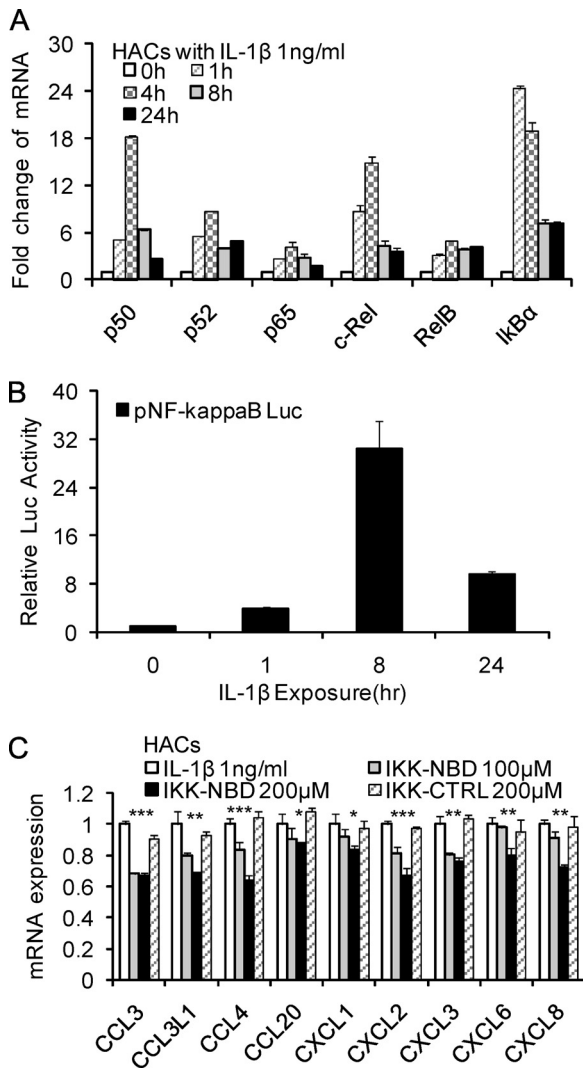 A
HACs with IL-1β 1ng/ml
0h 1h
4h 8h
24h
Fold change of mRNA
30
24
18
12
6
0
p50 p52 p65 c-Rel RelB IkBα
B
pNF-kappaB Luc
Relative Luc Activity
40
32
24
16
8
0
0 1 8 24
IL-1β Exposure(hr)
C
HACs
IL-1β 1ng/ml IKK-NBD 100μM
IKK-NBD 200μM IKK-CTRL 200μM
mRNA expression
1.2
1
0.8
0.6
0.4
0.2
0
*** ** *** * * *** ** ** **
CCL3 CCL3L1 CCL4 CCL20 CXCL1 CXCL2 CXCL3 CXCL6 CXCL8